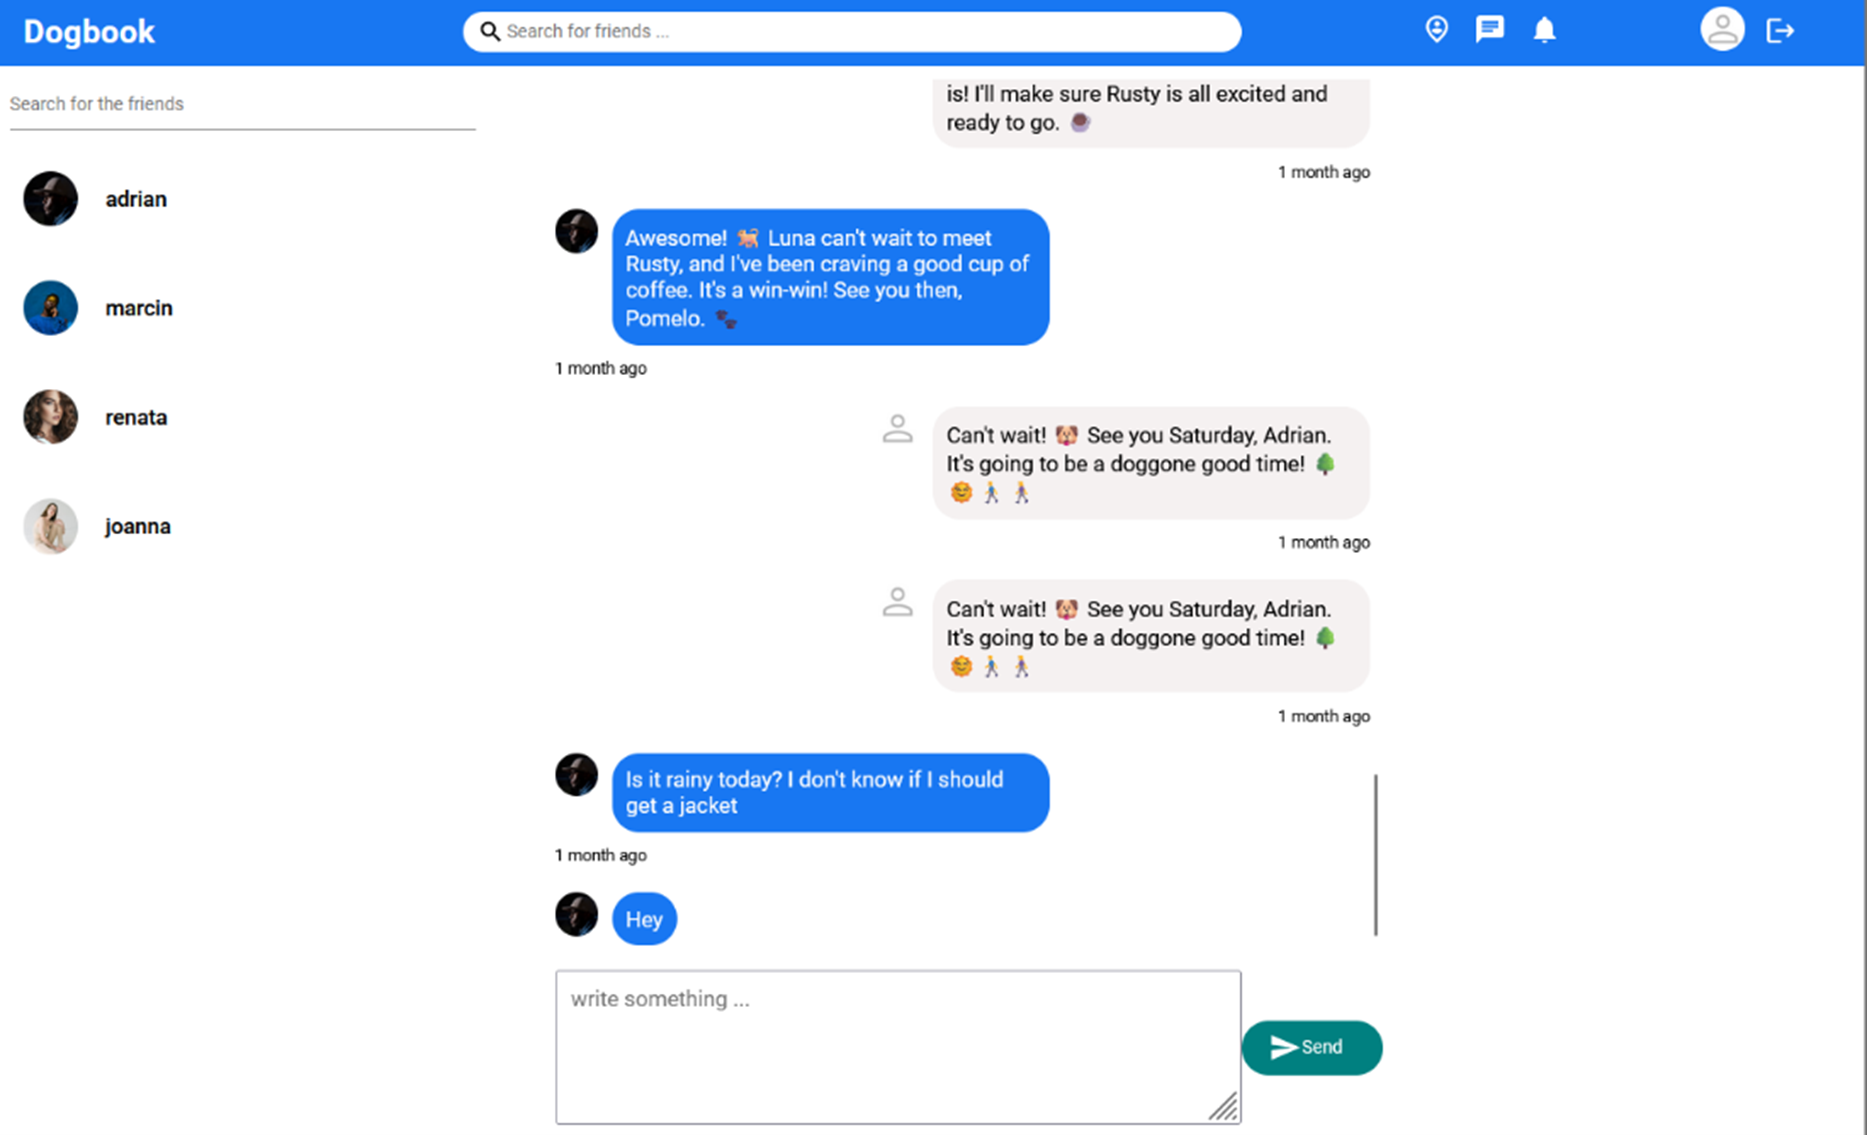 Dogbook
Search for friends ...
Search for the friends
adrian
marcin
renata
joanna
is! I'll make sure Rusty is all excited and
ready to go.
1 month ago
Awesome! 🐕 Luna can't wait to meet
Rusty, and I've been craving a good cup of
coffee. It's a win-win! See you then,
Pomelo. 🐾
1 month ago
Can't wait! 🐶 See you Saturday, Adrian.
It's going to be a doggone good time! 🌳
🌞 🚶‍♂️ 🚶‍♀️
1 month ago
Can't wait! 🐶 See you Saturday, Adrian.
It's going to be a doggone good time! 🌳
🌞 🚶‍♂️ 🚶‍♀️
1 month ago
Is it rainy today? I don't know if I should
get a jacket
1 month ago
Hey
write something ...
Send